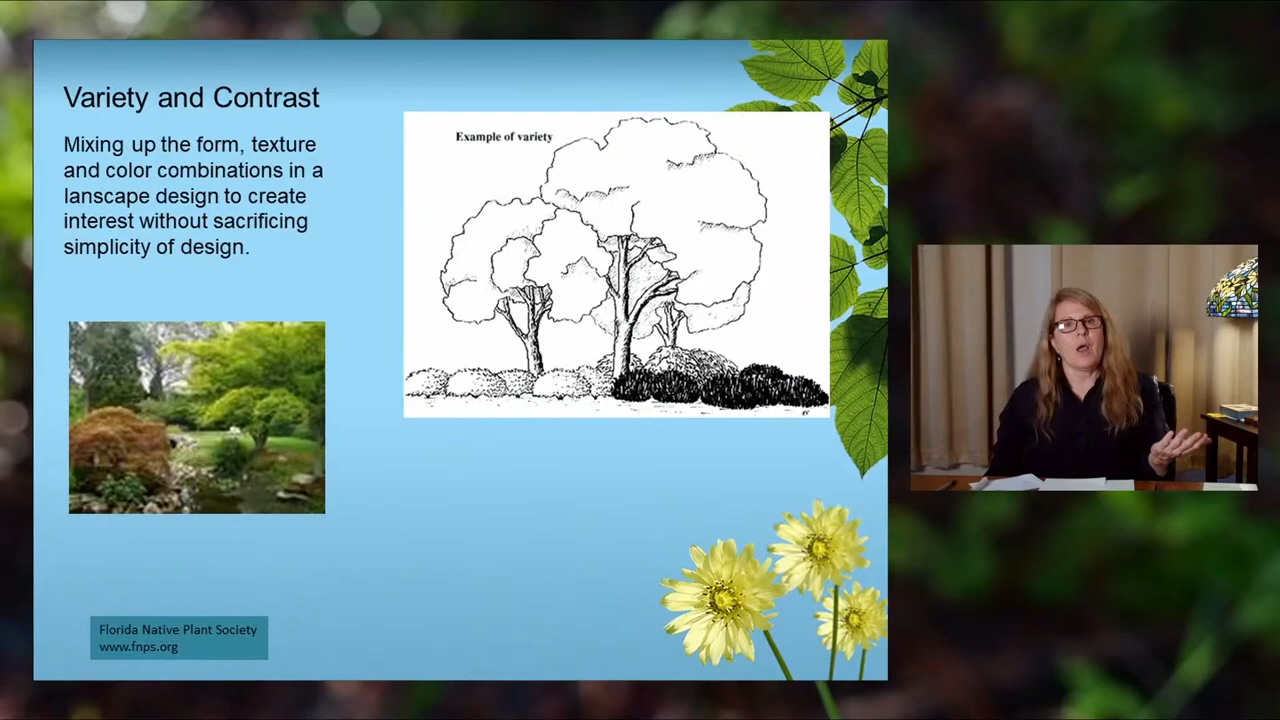 Variety and Contrast
Mixing up the form, texture
and color combinations in a
lanscape design to create
interest without sacrificing
simplicity of design.
Example of variety
Florida Native Plant Society
www.fnps.org